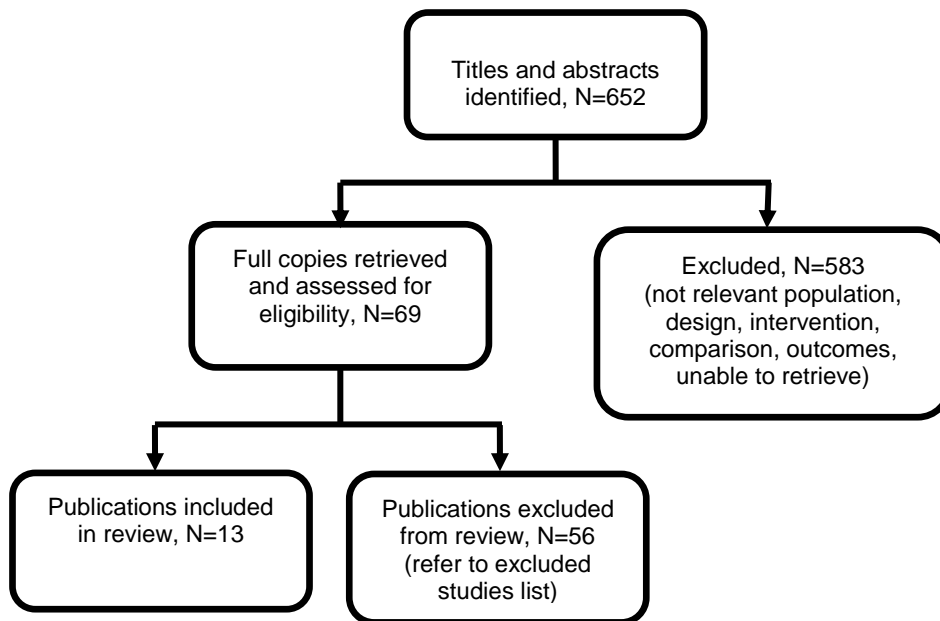 Titles and abstracts
identified, N=652
Full copies retrieved
and assessed for
eligibility, N=69
Excluded, N=583
(not relevant population,
design, intervention,
comparison, outcomes,
unable to retrieve)
Publications included
in review, N=13
Publications excluded
from review, N=56
(refer to excluded
studies list)